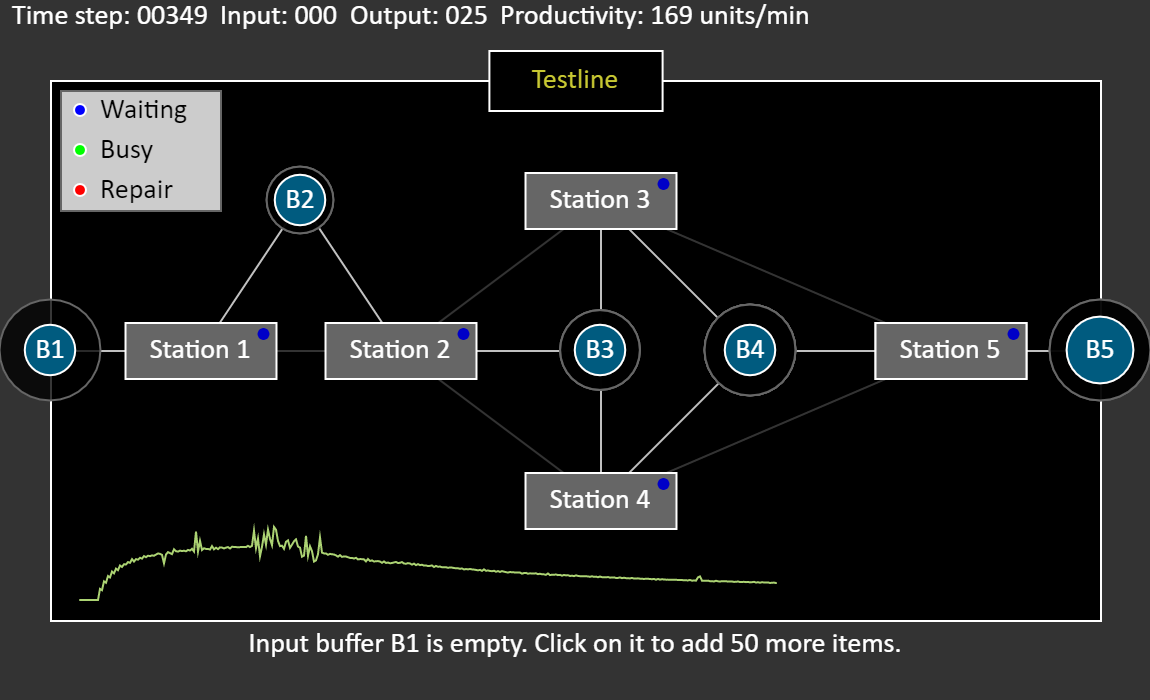 Time step: 00349  Input: 000  Output: 025  Productivity: 169 units/min
Testline
Waiting
Busy
Repair
B2
Station 3
B1
Station 1
Station 2
B3
B4
Station 5
B5
Station 4
Input buffer B1 is empty. Click on it to add 50 more items.